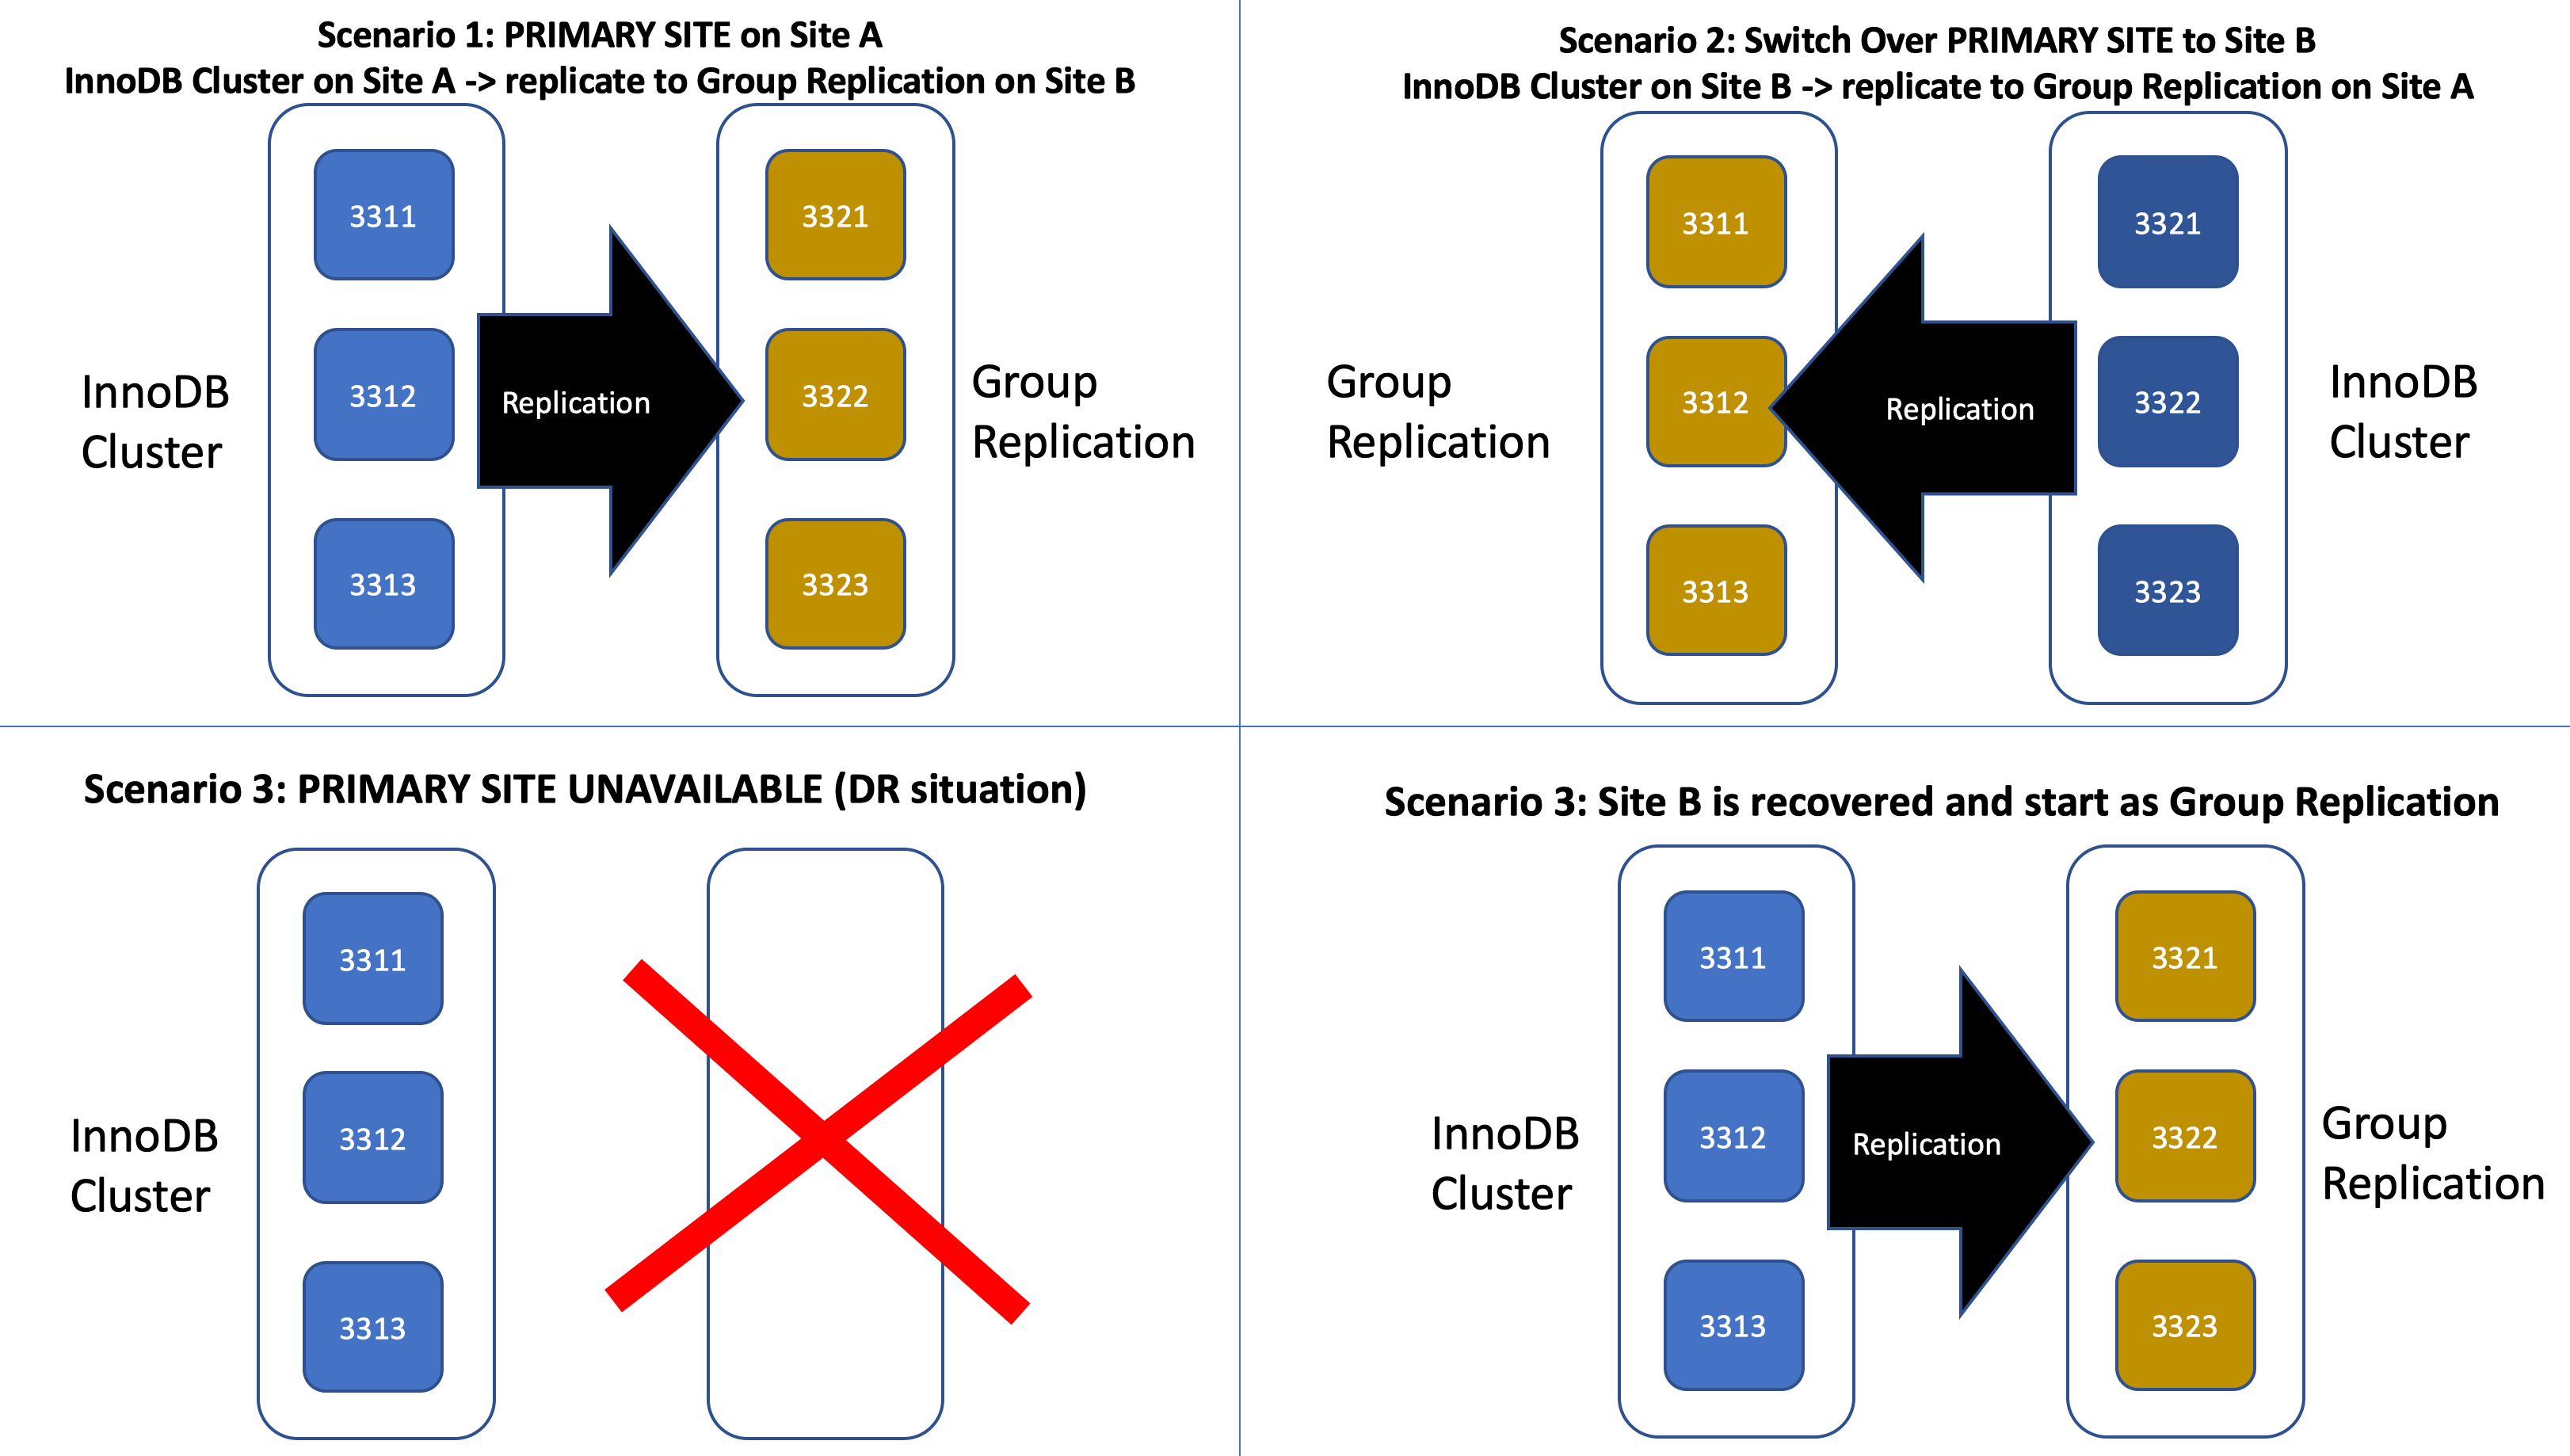 Scenario 1: PRIMARY SITE on Site A
InnoDB Cluster on Site A -> replicate to Group Replication on Site B
3311
3312
3313
InnoDB
Cluster
Replication
3321
3322
3323
Group
Replication
Scenario 2: Switch Over PRIMARY SITE to Site B
InnoDB Cluster on Site B -> replicate to Group Replication on Site A
Group
Replication
3311
3312
3313
Replication
3321
3322
3323
InnoDB
Cluster
Scenario 3: PRIMARY SITE UNAVAILABLE (DR situation)
InnoDB
Cluster
3311
3312
3313
Scenario 3: Site B is recovered and start as Group Replication
InnoDB
Cluster
3311
3312
3313
Replication
3321
3322
3323
Group
Replication